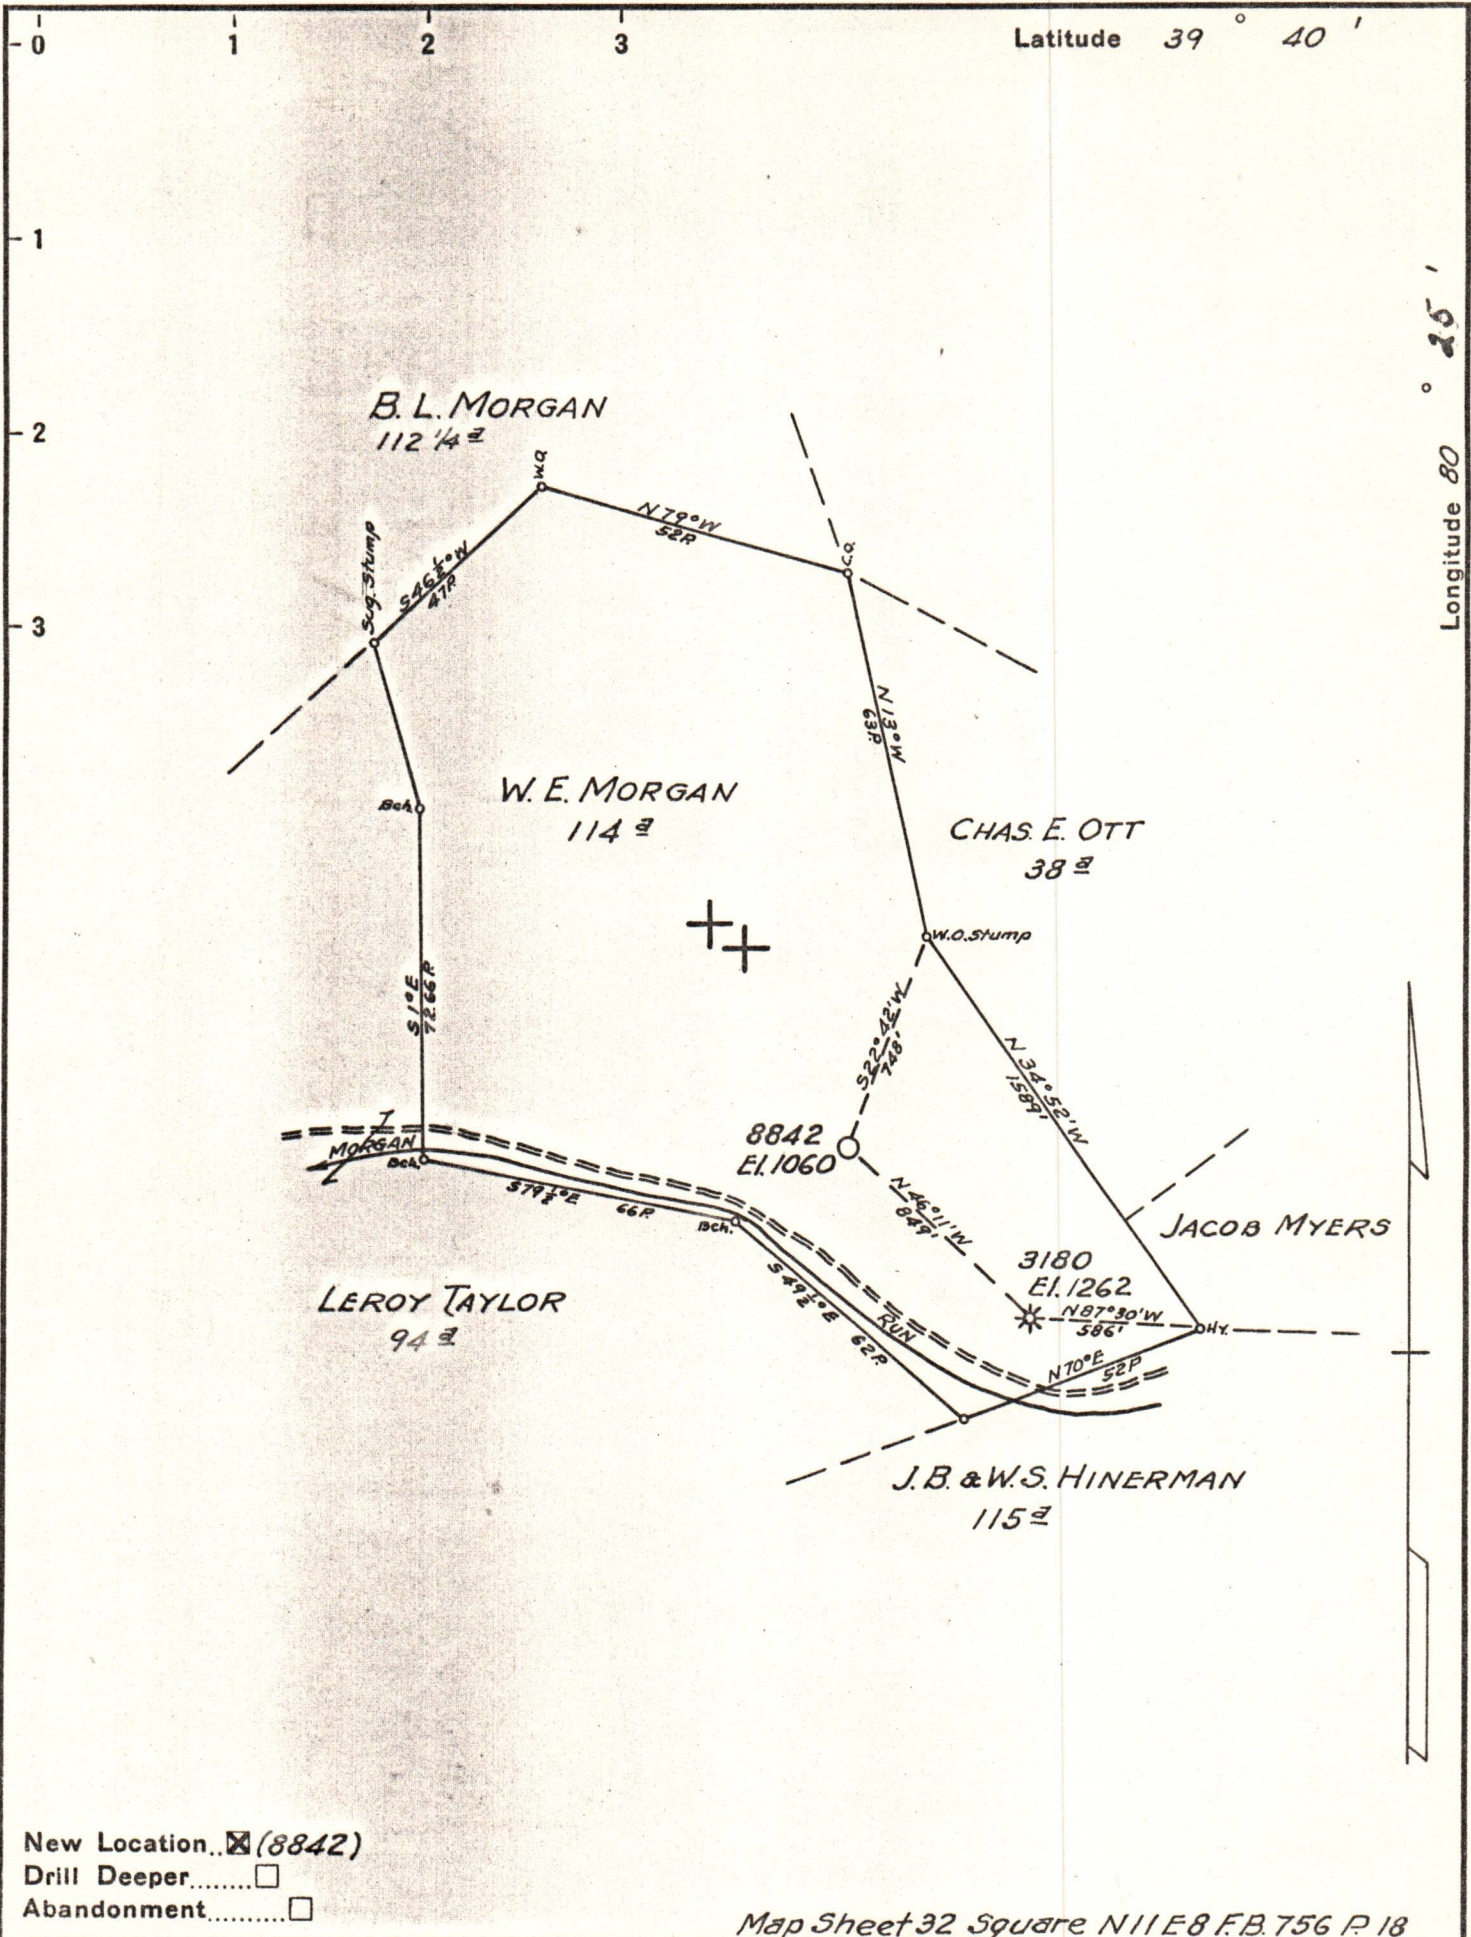 0 1 2 3 Latitude 39° 40'
1
2
3
Longitude 80° 25'
B. L. MORGAN
112 1/4 a
W.O.
N 79° W
52 P.
C.O.
Sug. Stump
S 46 1/2° W
47 P.
N 13° W
63 P.
Bch.
W. E. MORGAN
114 a
CHAS. E. OTT
38 a
W.O. Stump
S 1° E
72.66 P.
S 22° 42' W
748'
N 34° 52' W
1589'
8842
El. 1060
MORGAN
Bch.
S 79 1/2° E
66 P.
Bch.
N 46° 11' W
849'
JACOB MYERS
3180
El. 1262
N 87° 30' W
586'
Hy.
LEROY TAYLOR
94 a
S 49 1/2° E
62 P.
RUN
N 70° E
52 P
J. B. & W. S. HINERMAN
115 a
New Location..☒ (8842)
Drill Deeper........☐
Abandonment..........☐
Map Sheet 32 Square N11E8 F.B. 756 P. 18